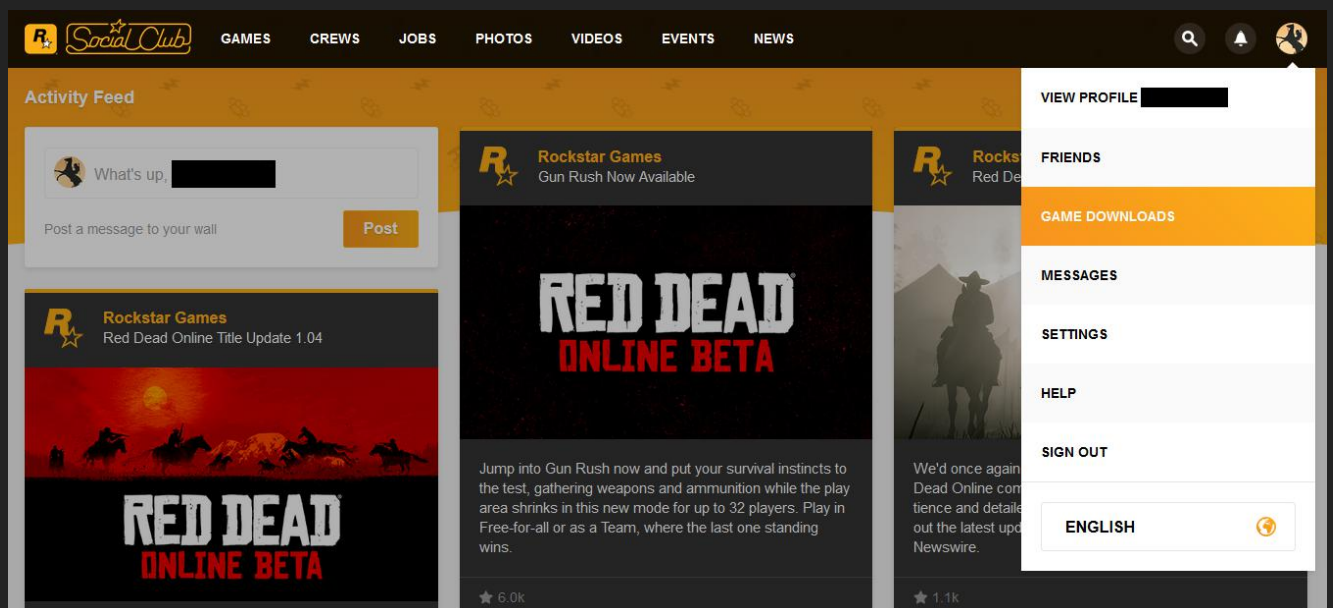 R Social Club GAMES CREWS JOBS PHOTOS VIDEOS EVENTS NEWS
Activity Feed
What's up,
Post a message to your wall
Post
R
Rockstar Games
Red Dead Online Title Update 1.04
RED DEAD
ONLINE BETA
R
Rockstar Games
Gun Rush Now Available
RED DEAD
ONLINE BETA
Jump into Gun Rush now and put your survival instincts to
the test, gathering weapons and ammunition while the play
area shrinks in this new mode for up to 32 players. Play in
Free-for-all or as a Team, where the last one standing
wins.
6.0k
R
Rocks
Red De
We'd once again
Dead Online com
tience and detaile
out the latest upd
Newswire.
1.1k
VIEW PROFILE
FRIENDS
GAME DOWNLOADS
MESSAGES
SETTINGS
HELP
SIGN OUT
ENGLISH